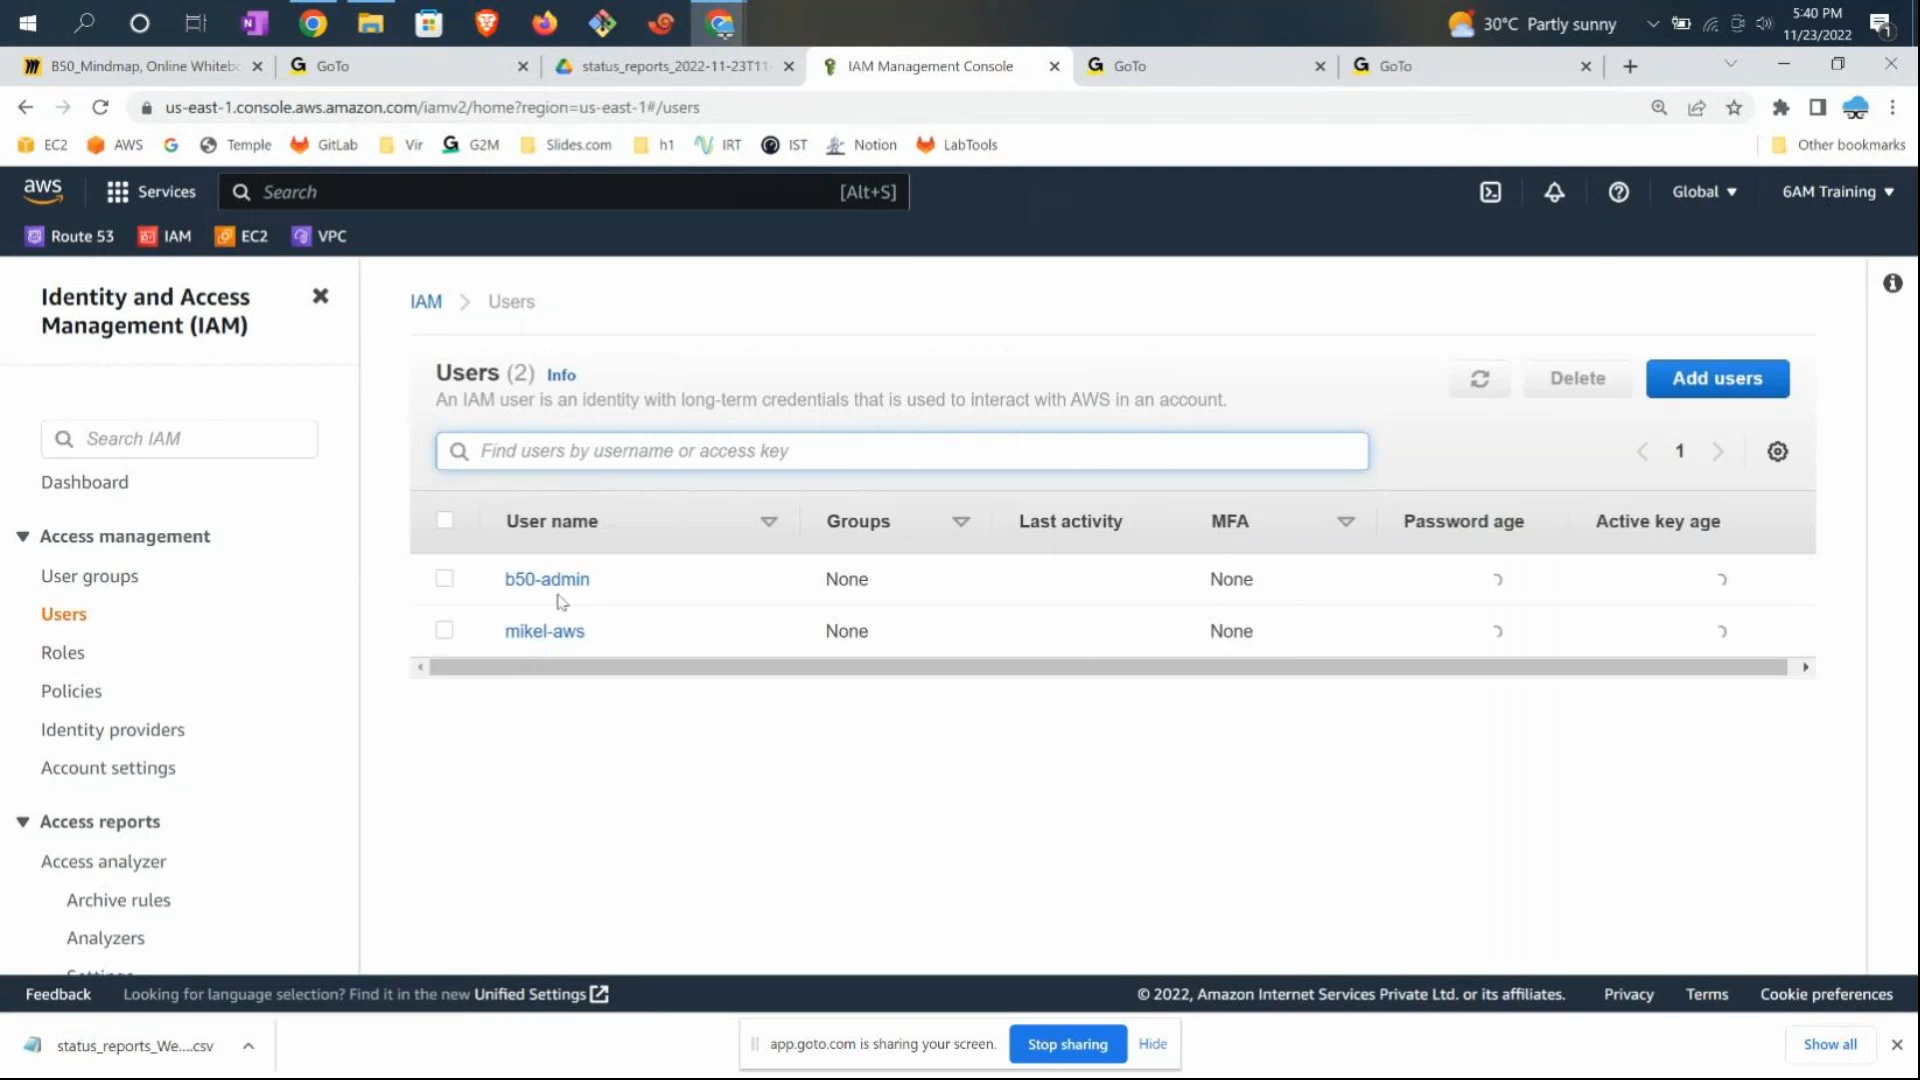 30°C Partly sunny
5:40 PM
11/23/2022
1
B50_Mindmap, Online Whitebo
GoTo
status_reports_2022-11-23T11
IAM Management Console
GoTo
GoTo
us-east-1.console.aws.amazon.com/iamv2/home?region=us-east-1#/users
EC2
AWS
Temple
GitLab
Vir
G2M
Slides.com
h1
IRT
IST
Notion
LabTools
Other bookmarks
aws
Services
Search
[Alt+S]
Global
6AM Training
Route 53
IAM
EC2
VPC
Identity and Access
Management (IAM)
Search IAM
Dashboard
Access management
User groups
Users
Roles
Policies
Identity providers
Account settings
Access reports
Access analyzer
Archive rules
Analyzers
Settings
IAM > Users
Users (2) Info
An IAM user is an identity with long-term credentials that is used to interact with AWS in an account.
Delete
Add users
Find users by username or access key
1
User name Groups Last activity MFA Password age Active key age
b50-admin None None
mikel-aws None None
Feedback
Looking for language selection? Find it in the new Unified Settings
© 2022, Amazon Internet Services Private Ltd. or its affiliates.
Privacy
Terms
Cookie preferences
status_reports_We....csv
app.goto.com is sharing your screen.
Stop sharing
Hide
Show all